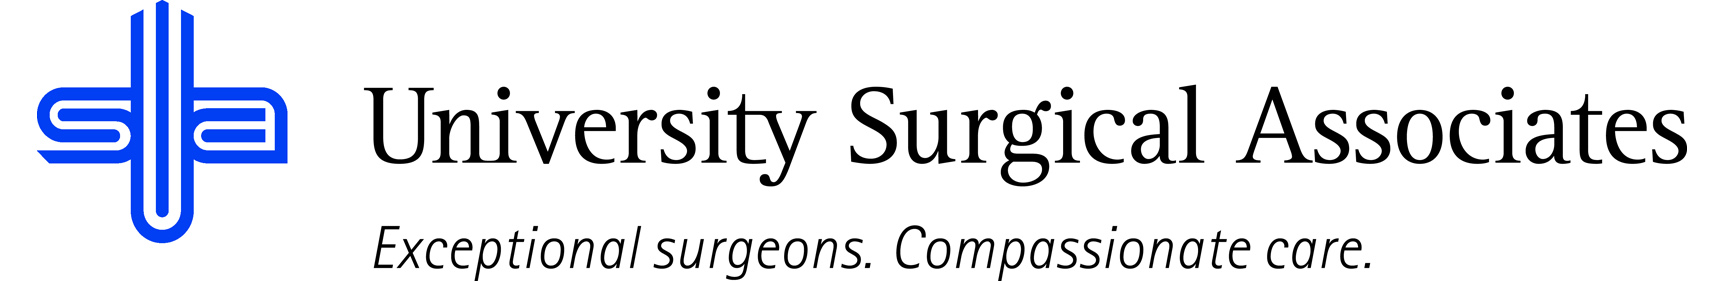 University Surgical Associates
Exceptional surgeons. Compassionate care.